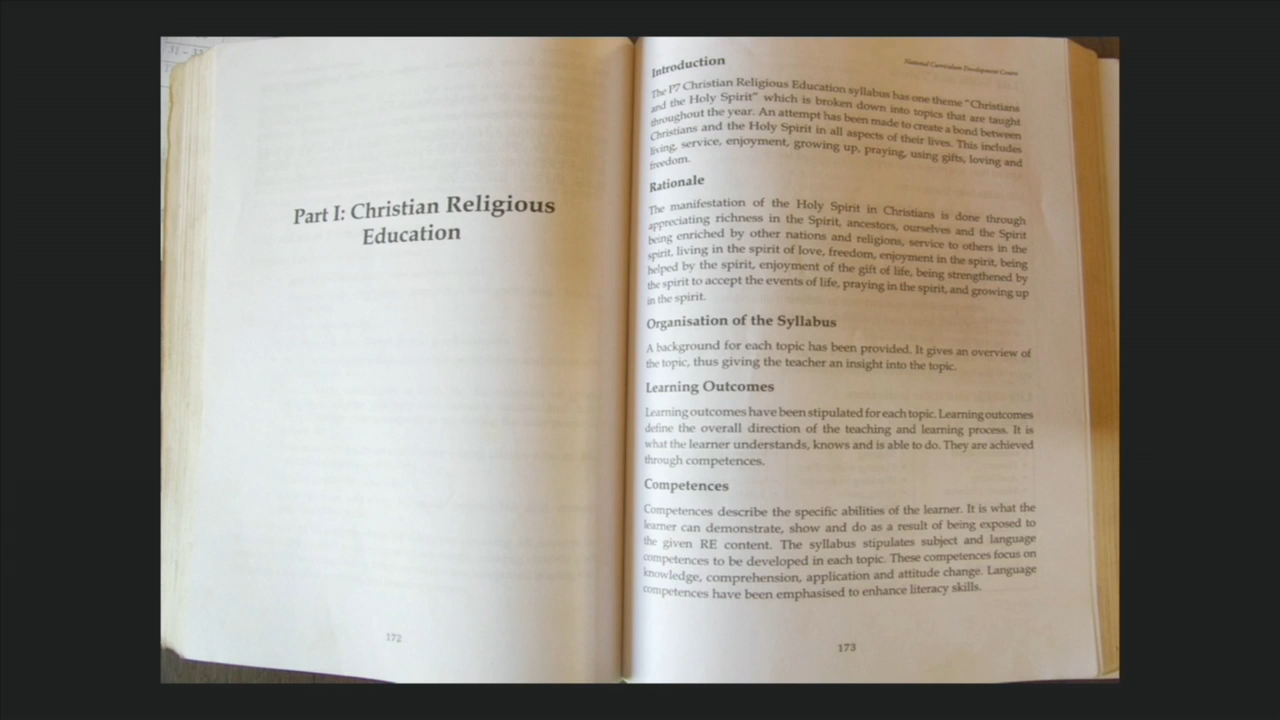 31 - 32
Part I: Christian Religious
Education
172
National Curriculum Development Centre
Introduction
The P7 Christian Religious Education syllabus has one theme "Christians
and the Holy Spirit" which is broken down into topics that are taught
throughout the year. An attempt has been made to create a bond between
Christians and the Holy Spirit in all aspects of their lives. This includes
living, service, enjoyment, growing up, praying, using gifts, loving and
freedom.
Rationale
The manifestation of the Holy Spirit in Christians is done through
appreciating richness in the Spirit, ancestors, ourselves and the Spirit
being enriched by other nations and religions, service to others in the
spirit, living in the spirit of love, freedom, enjoyment in the spirit, being
helped by the spirit, enjoyment of the gift of life, being strengthened by
the spirit to accept the events of life, praying in the spirit, and growing up
in the spirit.
Organisation of the Syllabus
A background for each topic has been provided. It gives an overview of
the topic, thus giving the teacher an insight into the topic.
Learning Outcomes
Learning outcomes have been stipulated for each topic. Learning outcomes
define the overall direction of the teaching and learning process. It is
what the learner understands, knows and is able to do. They are achieved
through competences.
Competences
Competences describe the specific abilities of the learner. It is what the
learner can demonstrate, show and do as a result of being exposed to
the given RE content. The syllabus stipulates subject and language
competences to be developed in each topic. These competences focus on
knowledge, comprehension, application and attitude change. Language
competences have been emphasised to enhance literacy skills.
173